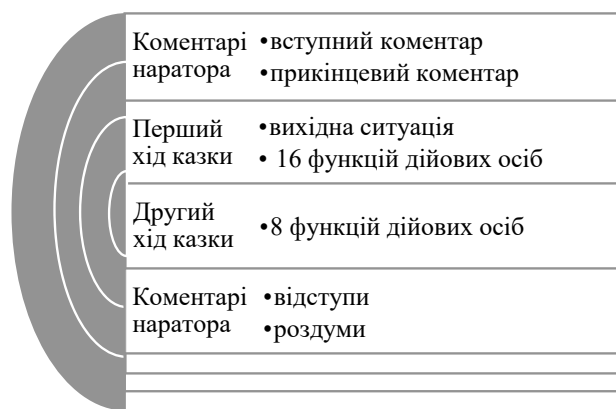 Коментарі
наратора
•вступний коментар
•прикінцевий коментар
Перший
хід казки
•вихідна ситуація
• 16 функцій дійових осіб
Другий
хід казки
•8 функцій дійових осіб
Коментарі
наратора
•відступи
•роздуми